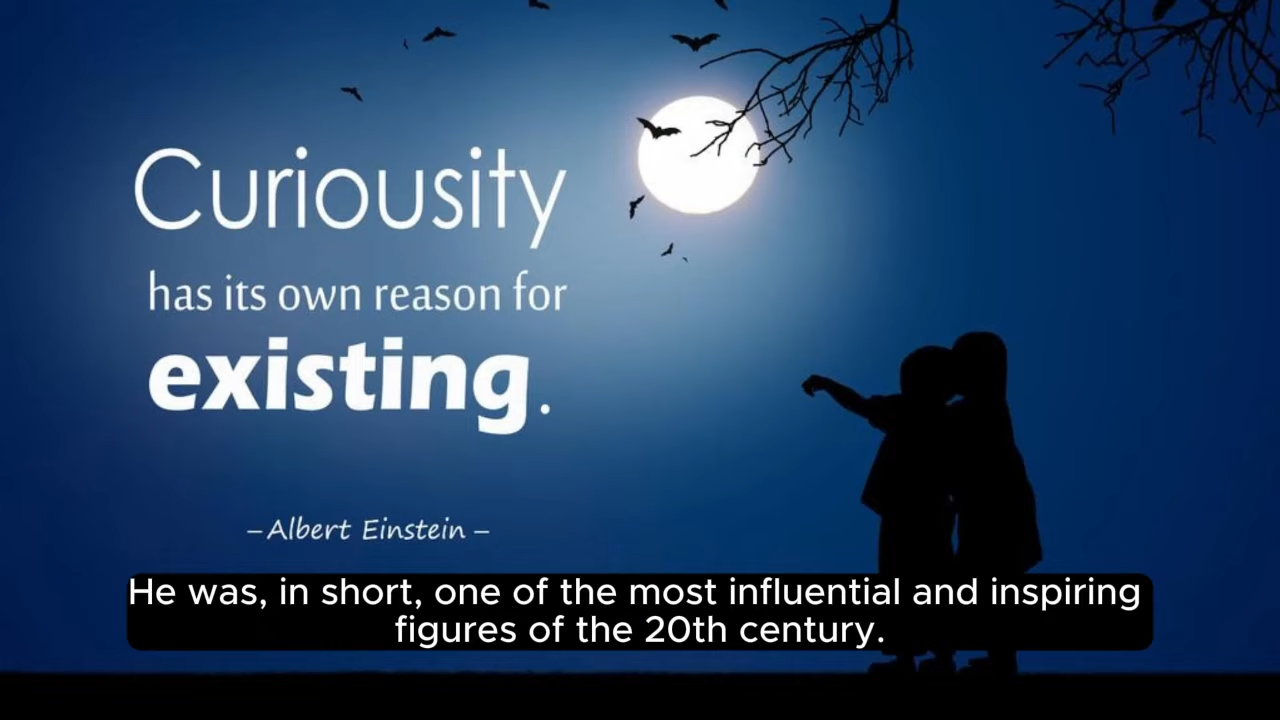 Curiousity
has its own reason for
existing.
– Albert Einstein –
He was, in short, one of the most influential and inspiring
figures of the 20th century.